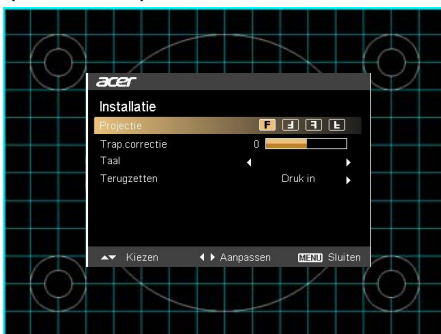 acer
Installatie
Projectie F F F F
Trap.correctie 0
Taal
Terugzetten Druk in
Kiezen Aanpassen MENU Sluiten